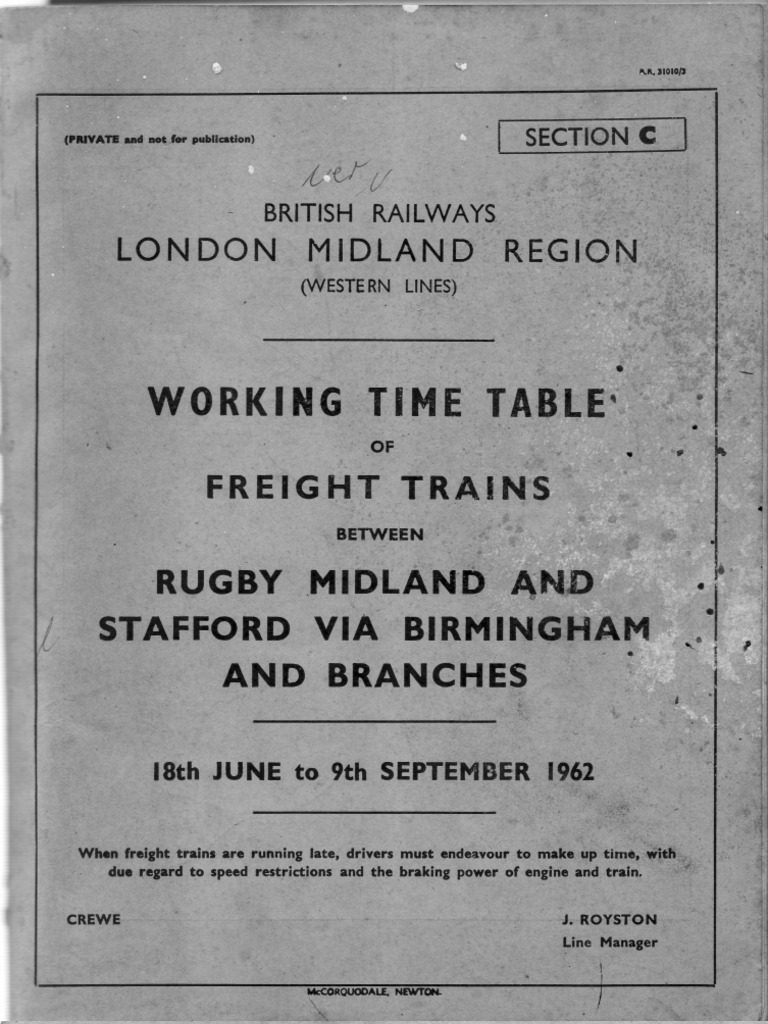 B.R. 31010/3
(PRIVATE and not for publication)
SECTION C
BRITISH RAILWAYS
LONDON MIDLAND REGION
(WESTERN LINES)
WORKING TIME TABLE
OF
FREIGHT TRAINS
BETWEEN
RUGBY MIDLAND AND
STAFFORD VIA BIRMINGHAM
AND BRANCHES
18th JUNE to 9th SEPTEMBER 1962
When freight trains are running late, drivers must endeavour to make up time, with
due regard to speed restrictions and the braking power of engine and train.
CREWE
J. ROYSTON
Line Manager
McCORQUODALE, NEWTON.